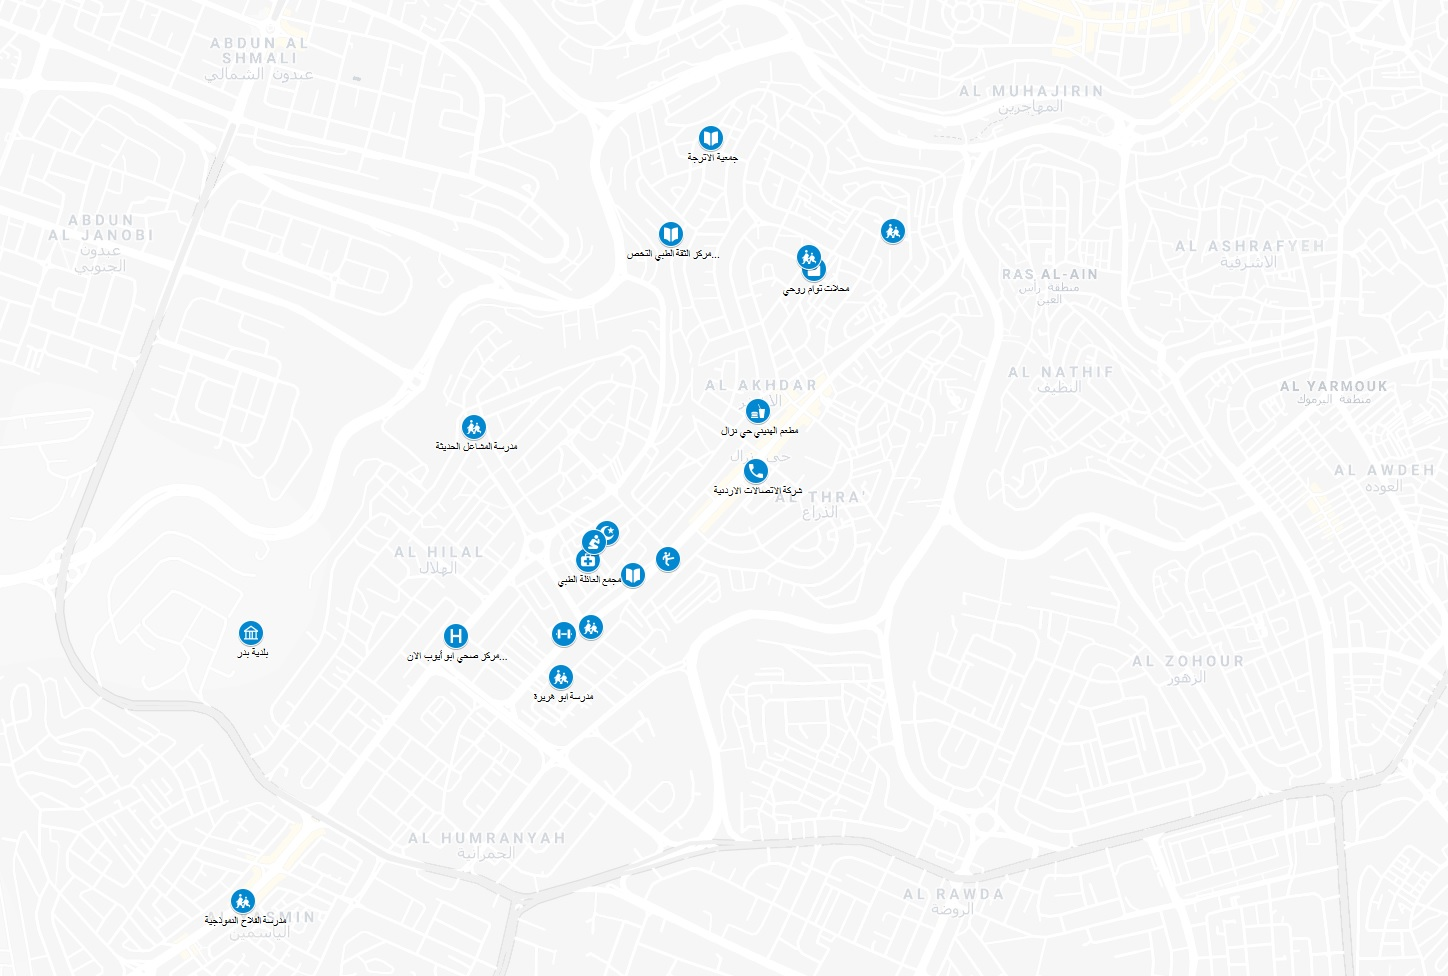 ABDUN AL
SHMALI
عبدون الشمالي
AL MUHAJIRIN
المهاجرين
جمعية الاترجة
ABDUN
AL JANOBI
عبدون
الجنوبي
مركز الثقة الطبي التخص...
AL ASHRAFYEH
الاشرفية
RAS AL-AIN
منطقة راس
العين
محلات توام روحي
AL NATHIF
النظيف
AL AKHDAR
AL YARMOUK
منطقة اليرموك
مطعم الهنيني حي نزال
مدرسة المشاعل الحديثة
حي نزال
AL AWDEH
العودة
شركة الاتصالات الاردنية
AL THRA'
الذراع
AL HILAL
الهلال
مجمع العائلة الطبي
بلدية بدر
مركز صحي ابو أيوب الان...
AL ZOHOUR
الزهور
مدرسة ابو هريرة
AL HUMRANYAH
الحمرانية
AL RAWDA
الروضة
مدرسة الفلاح النموذجية
الياسمين